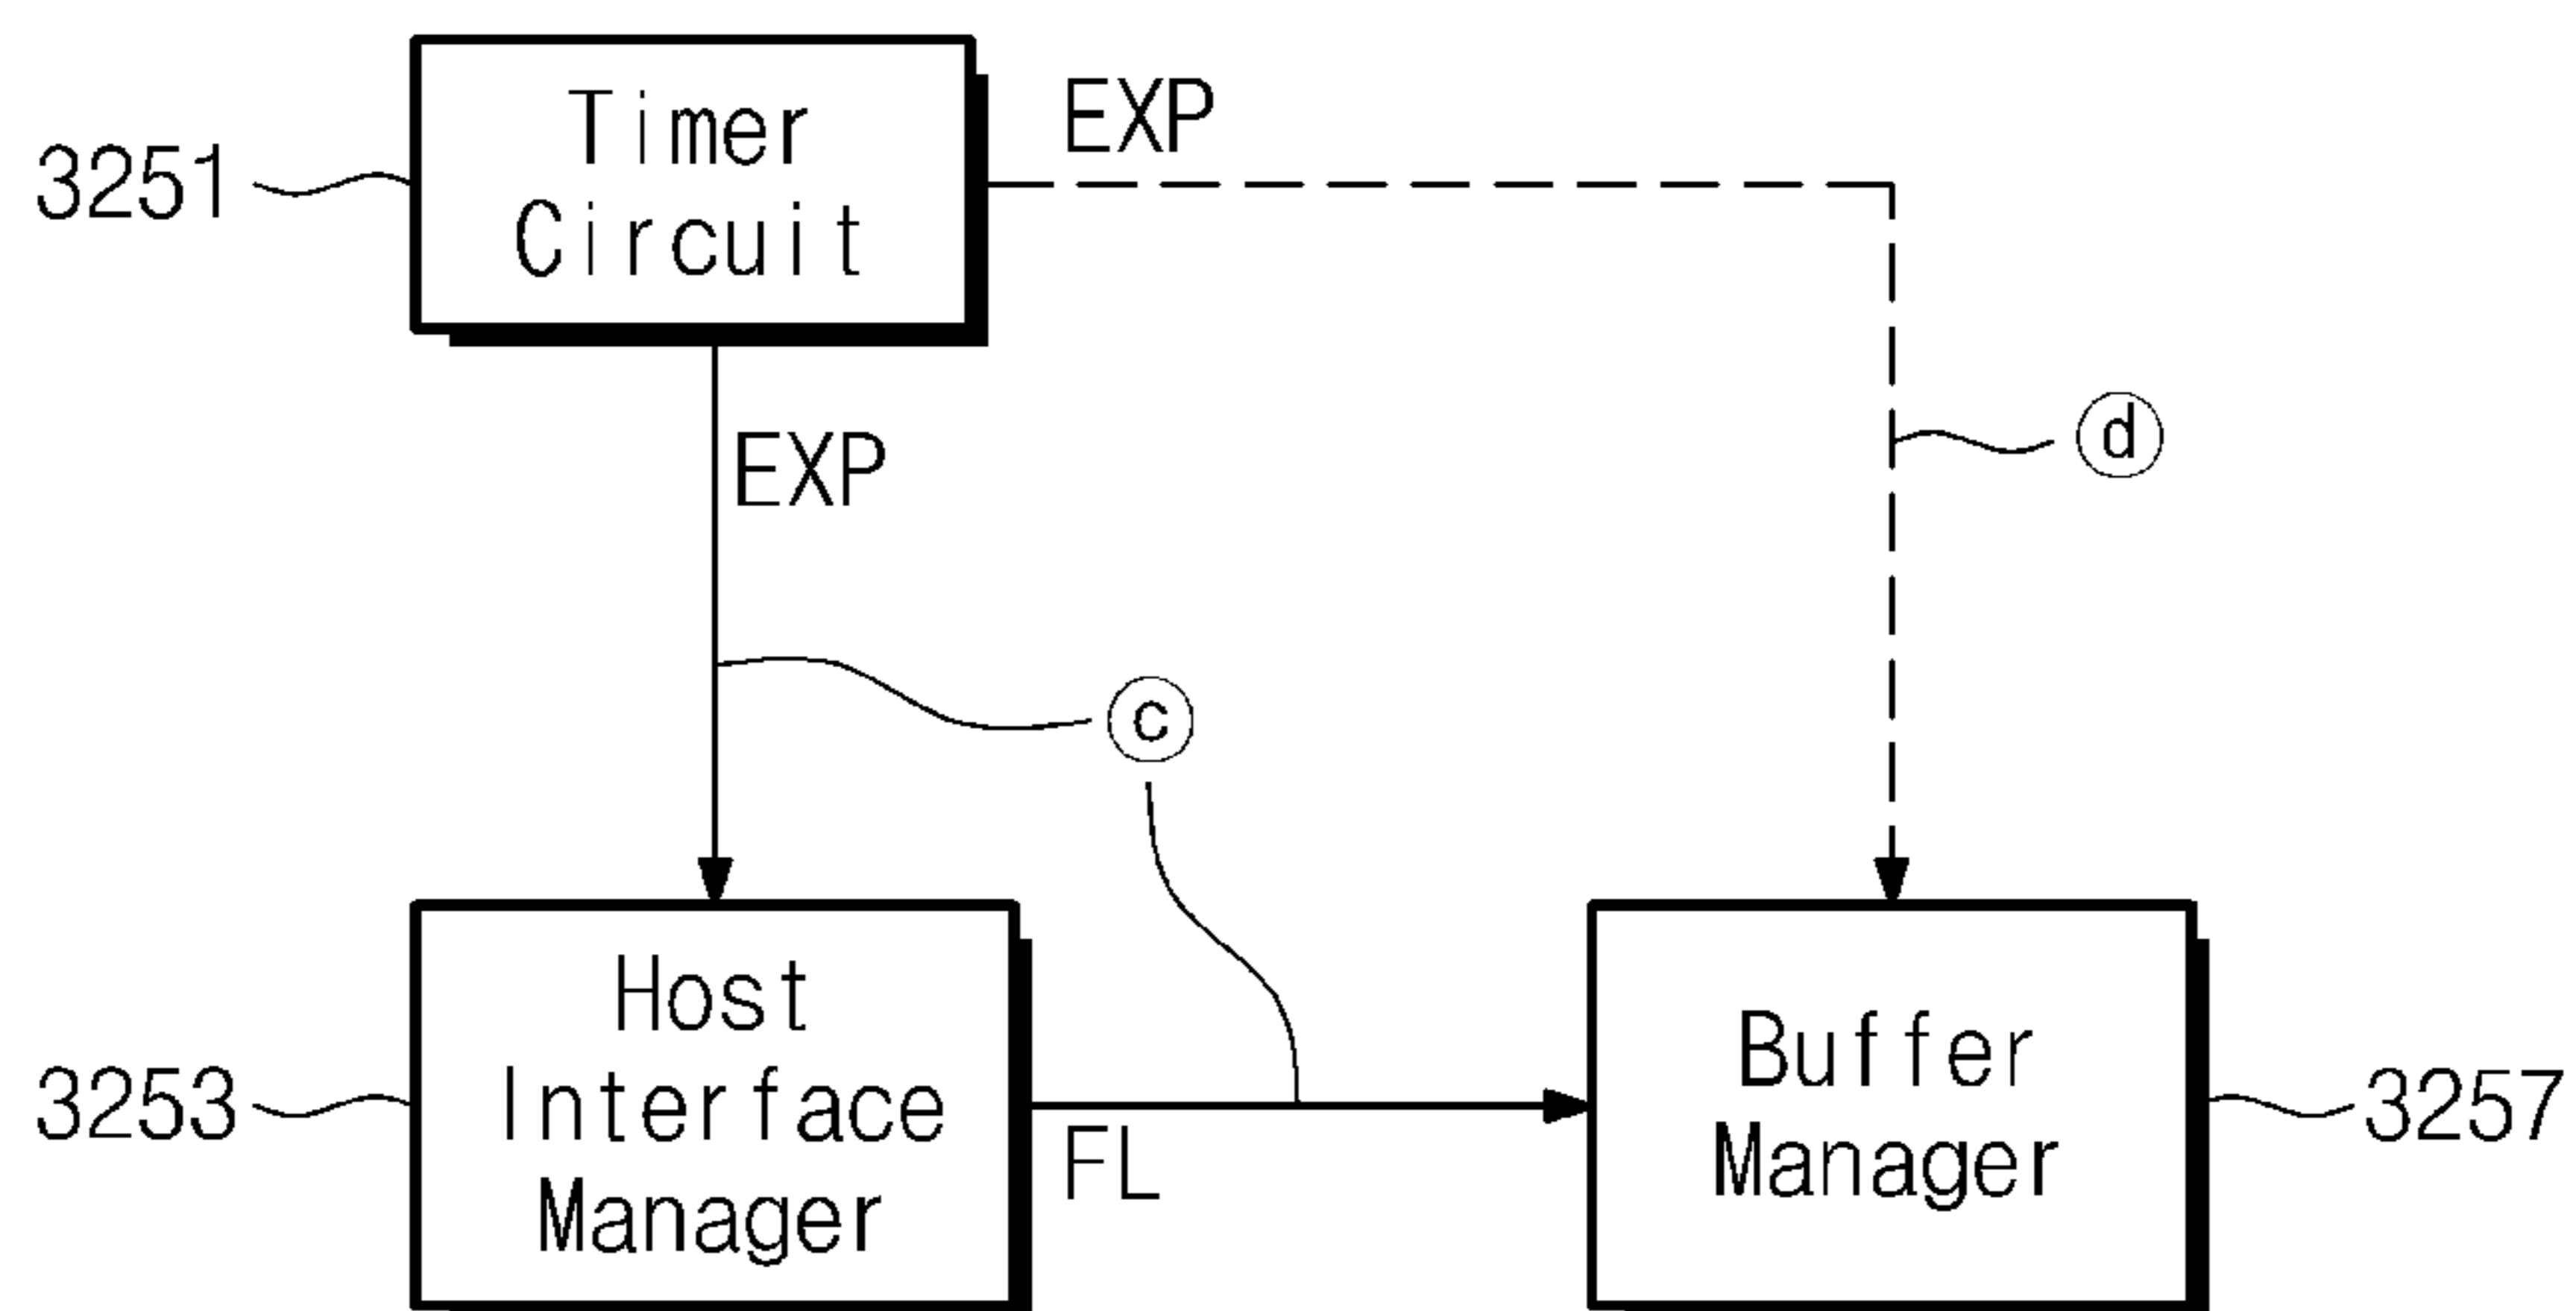 3251
Timer
Circuit
EXP
EXP
ⓓ
ⓒ
3253
Host
Interface
Manager
FL
Buffer
Manager
3257